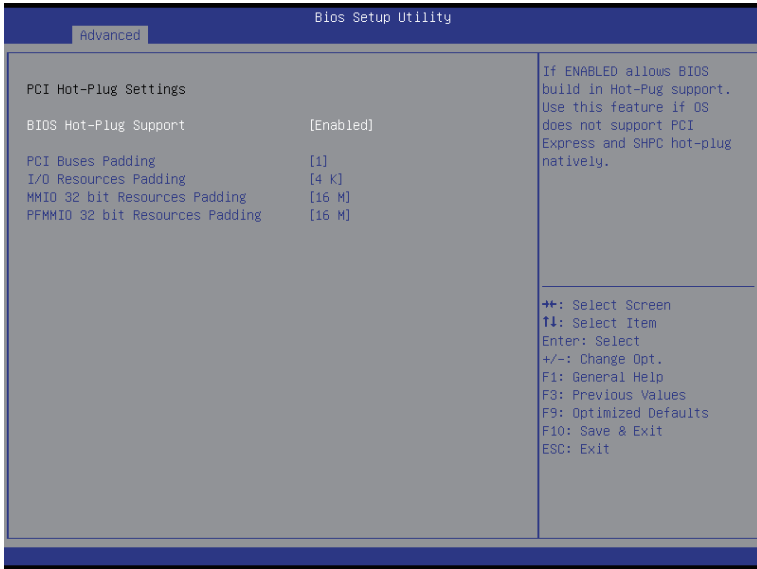 Bios Setup Utility
Advanced
PCI Hot-Plug Settings
BIOS Hot-Plug Support [Enabled]
PCI Buses Padding [1]
I/O Resources Padding [4 K]
MMIO 32 bit Resources Padding [16 M]
PFMMIO 32 bit Resources Padding [16 M]
If ENABLED allows BIOS
build in Hot-Pug support.
Use this feature if OS
does not support PCI
Express and SHPC hot-plug
natively.
→←: Select Screen
↑↓: Select Item
Enter: Select
+/-: Change Opt.
F1: General Help
F3: Previous Values
F9: Optimized Defaults
F10: Save & Exit
ESC: Exit